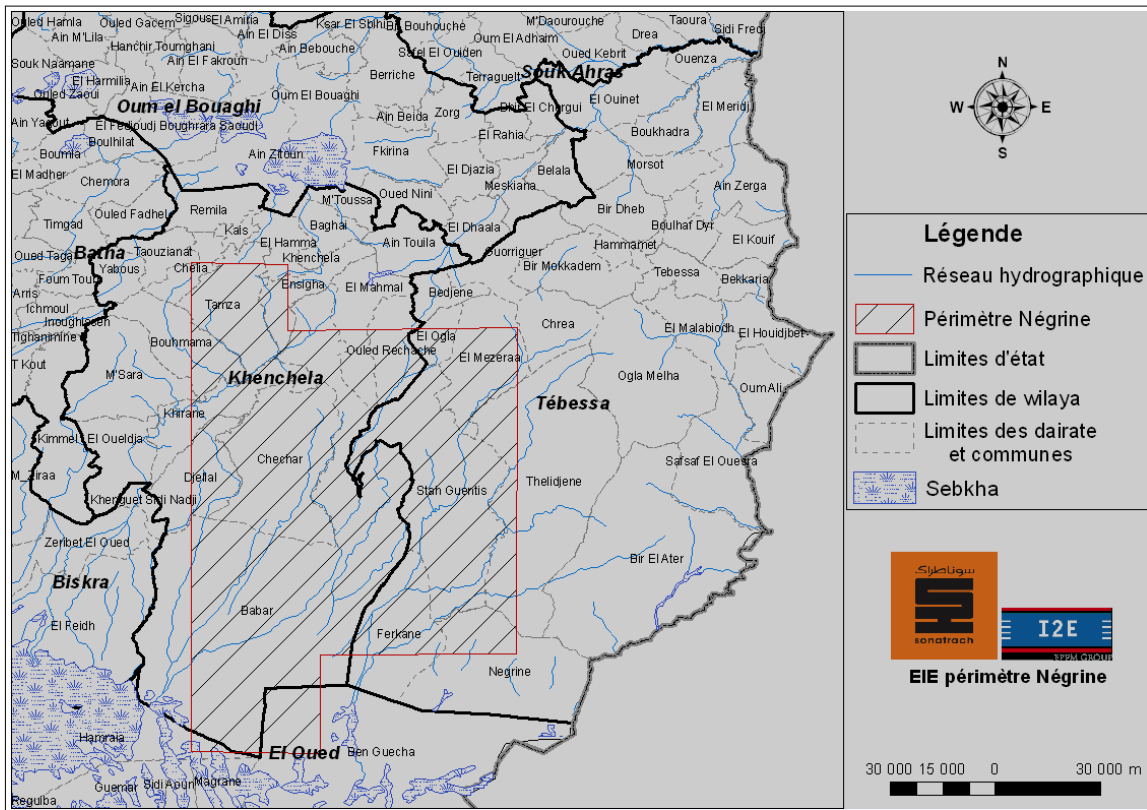 Ouled Hamla
Ouled Gacem
Sigous
El Amiria
Ksar El Sbihi
Bir Bouhouche
M'Daourouche
Taoura
Sidi Fredj
Ain M'Lila
Hanchir Toumghani
Ain El Diss
Ain Bebouche
Safel El Ouiden
Oum El Adhaim
Drea
Oued Kebrit
Ouenza
Souk Naamane
Ain El Fakroun
Berriche
Terraguelt
Souk Ahras
El Harmilia
Ouled Zaoui
Ain El Kercha
Oum El Bouaghi
Oum el Bouaghi
Ain Beida
Zorg
Bhir El Chergui
El Ouinet
El Meridj
Ain Yagout
El Fedjoudj Boughrara Saoudi
Boulhilat
Boumia
Ain Zitoun
Fkirina
El Rahia
Boukhadra
El Madher
Chemora
El Djazia
Meskiana
Belala
Morsot
Ain Zerga
M'Toussa
Oued Nini
Timgad
Ouled Fadhel
Remila
Kais
Baghai
El Dhaala
Bir Dheb
Boulhaf Dyr
El Kouif
Batna
Oued Taga
Taouzianat
El Hamma
Khenchela
Ain Touila
Guorriguer
Hammamet
Foum Toub
Yabous
Chelia
Bir Mokkadem
Tebessa
Bekkaria
Arris
Ichmoul
Tamza
Ensigha
El Mahmal
Bedjene
Inoughissen
Tighanimine
Bouhmama
Chrea
El Malabiodh
El Houidjbet
T Kout
Ouled Rechache
El Ogla
El Mezeraa
M'Sara
Khenchela
Ogla Melha
Oum Ali
Khirane
Tébessa
Kimmel
El Oueldja
Chechar
Safsaf El Ouesra
M_ziraa
Djellal
Stah Guentis
Thelidjene
Khenguet Sidi Nadji
Zeribet El Oued
Bir El Ater
Biskra
El Feidh
Babar
Ferkane
Negrine
Hamraia
El Oued
Ben Guecha
Guemar
Sidi Aoun
Magrane
Reguiba
N
W E
S
Légende
Réseau hydrographique
Périmètre Négrine
Limites d'état
Limites de wilaya
Limites des dairate
et communes
Sebkha
سوناطراك
sonatrach
I2E
EPPM GROUP
EIE périmètre Négrine
30 000 15 000 0 30 000 m